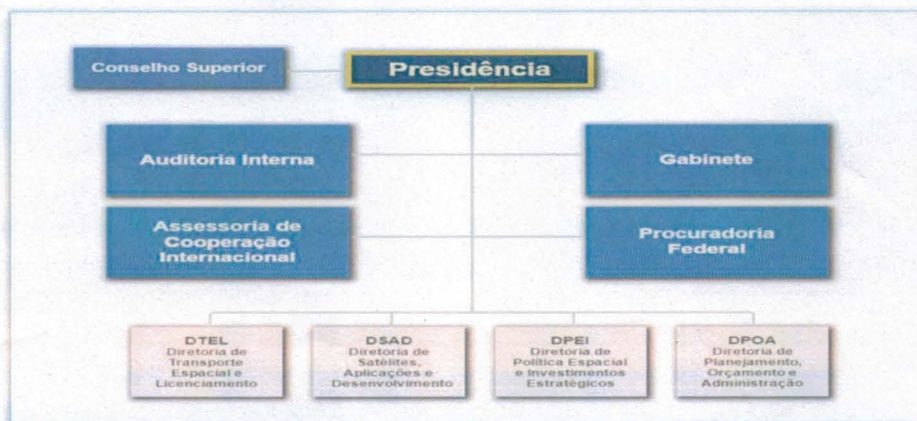 Conselho Superior
Presidência
Auditoria Interna
Gabinete
Assessoria de
Cooperação
Internacional
Procuradoria
Federal
DTEL
Diretoria de
Transporte
Espacial e
Licenciamento
DSAD
Diretoria de
Satélites,
Aplicações e
Desenvolvimento
DPEI
Diretoria de
Política Espacial
e Investimentos
Estratégicos
DPOA
Diretoria de
Planejamento,
Orçamento e
Administração